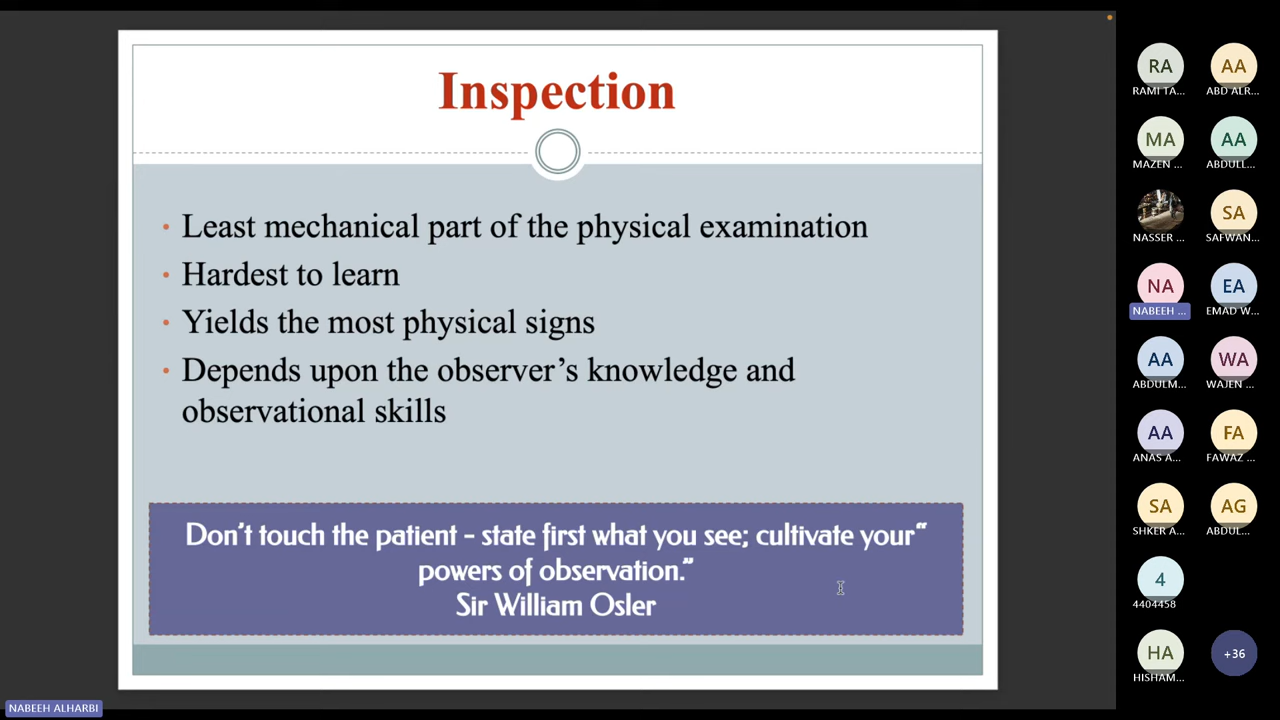 Inspection
• Least mechanical part of the physical examination
• Hardest to learn
• Yields the most physical signs
• Depends upon the observer’s knowledge and
observational skills
Don’t touch the patient - state first what you see; cultivate your“
powers of observation.”
Sir William Osler
NABEEH ALHARBI
RA
RAMI TA...
AA
ABD ALR...
MA
MAZEN ...
AA
ABDULL...
NASSER ...
SA
SAFWAN...
NA
NABEEH ...
EA
EMAD W...
AA
ABDULM...
WA
WAJEN ...
AA
ANAS A...
FA
FAWAZ ...
SA
SHKER A...
AG
ABDUL...
4
4404458
HA
HISHAM...
+36